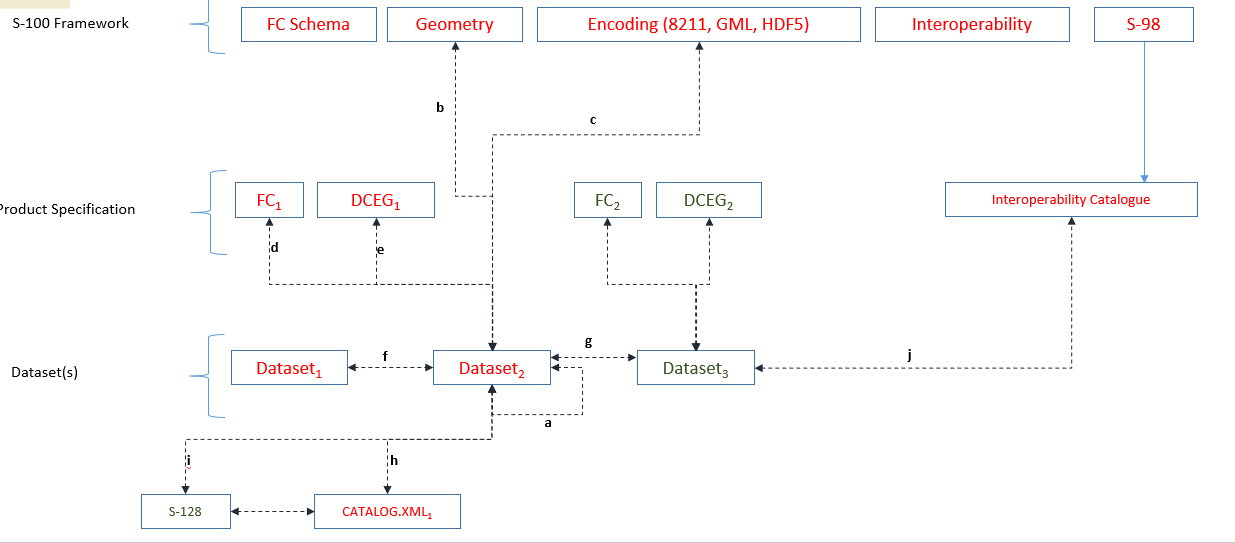 S-100 Framework
FC Schema
Geometry
Encoding (8211, GML, HDF5)
Interoperability
S-98
b
c
Product Specification
FC1
DCEG1
FC2
DCEG2
Interoperability Catalogue
d
e
Dataset(s)
Dataset1
f
Dataset2
g
Dataset3
j
a
i
h
S-128
CATALOG.XML1